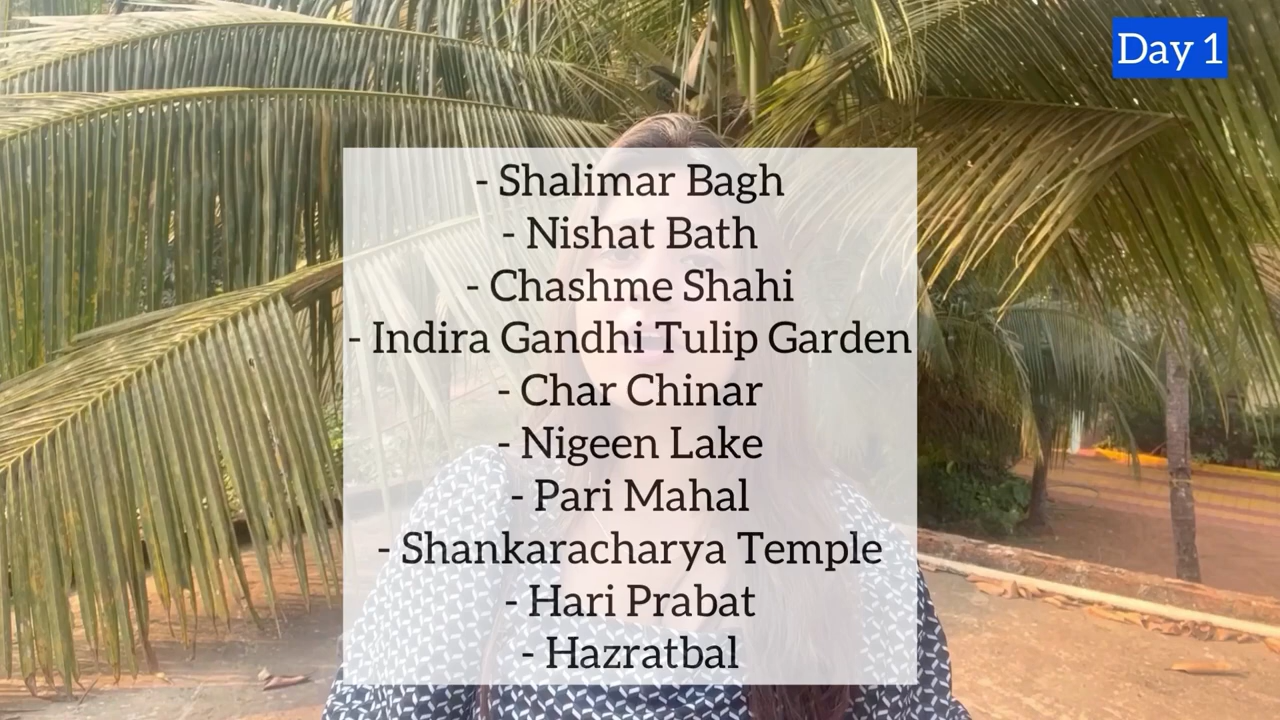 Day 1
- Shalimar Bagh
- Nishat Bath
- Chashme Shahi
- Indira Gandhi Tulip Garden
- Char Chinar
- Nigeen Lake
- Pari Mahal
- Shankaracharya Temple
- Hari Prabat
- Hazratbal